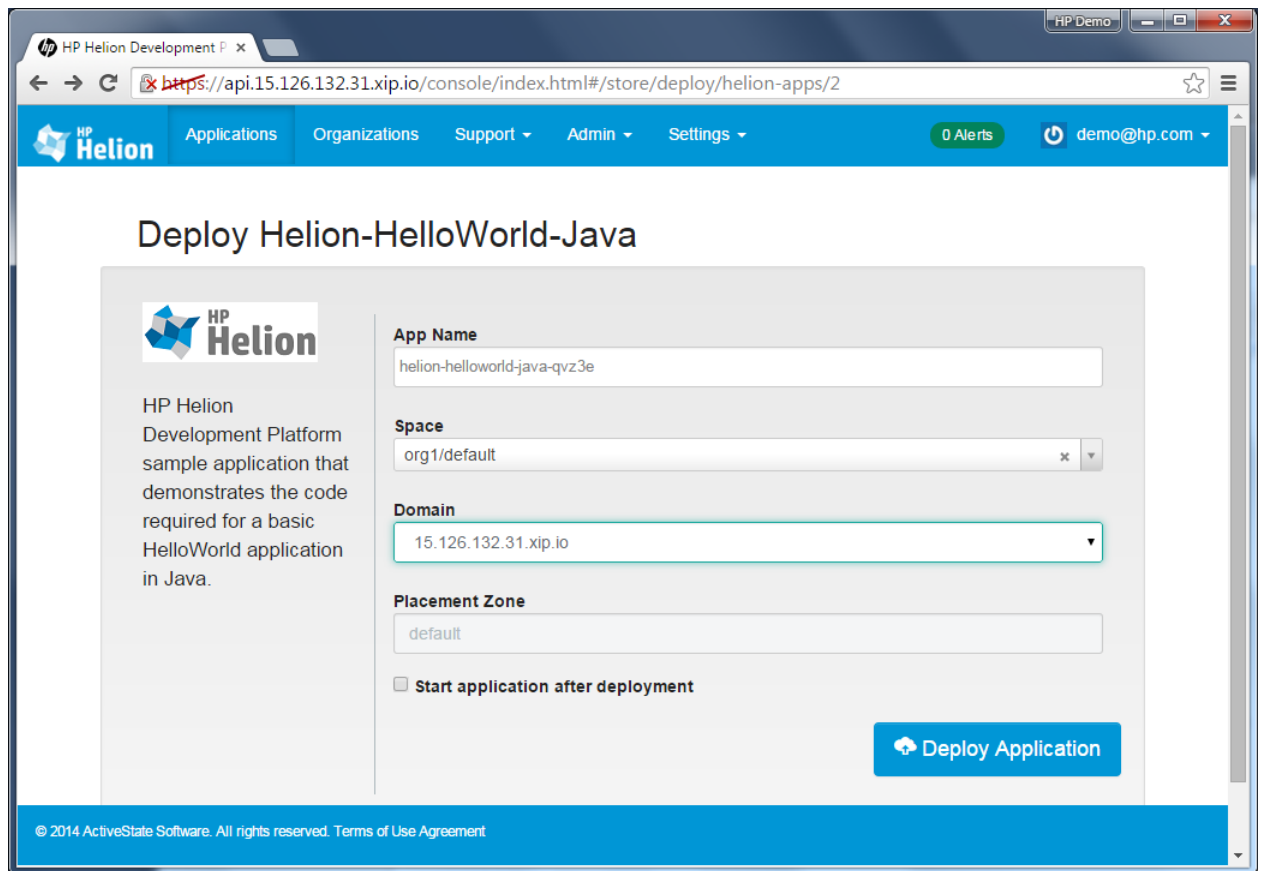 HP Demo
HP Helion Development P
https://api.15.126.132.31.xip.io/console/index.html#/store/deploy/helion-apps/2
HP Helion Applications Organizations Support Admin Settings 0 Alerts demo@hp.com
Deploy Helion-HelloWorld-Java
HP
Helion
App Name
helion-helloworld-java-qvz3e
HP Helion
Development Platform
sample application that
demonstrates the code
required for a basic
HelloWorld application
in Java.
Space
org1/default
Domain
15.126.132.31.xip.io
Placement Zone
default
Start application after deployment
Deploy Application
© 2014 ActiveState Software. All rights reserved. Terms of Use Agreement